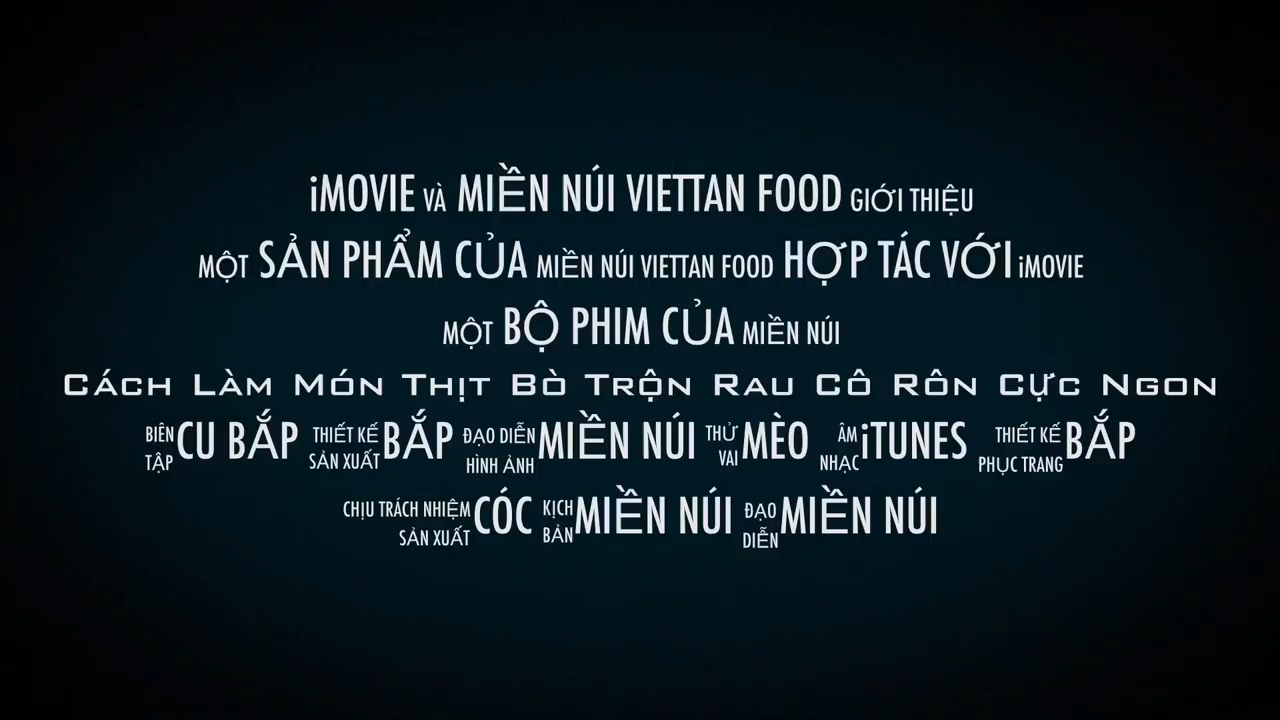 iMOVIE VÀ MIỀN NÚI VIETTAN FOOD GIỚI THIỆU
MỘT SẢN PHẨM CỦA MIỀN NÚI VIETTAN FOOD HỢP TÁC VỚI iMOVIE
MỘT BỘ PHIM CỦA MIỀN NÚI
Cách Làm Món Thịt Bò Trộn Rau Cô Rôn Cực Ngon
BIÊN TẬP CU BẮP THIẾT KẾ SẢN XUẤT BẮP ĐẠO DIỄN HÌNH ẢNH MIỀN NÚI THỬ VAI MÈO ÂM NHẠC iTUNES THIẾT KẾ PHỤC TRANG BẮP
CHỊU TRÁCH NHIỆM SẢN XUẤT CÓC KỊCH BẢN MIỀN NÚI ĐẠO DIỄN MIỀN NÚI